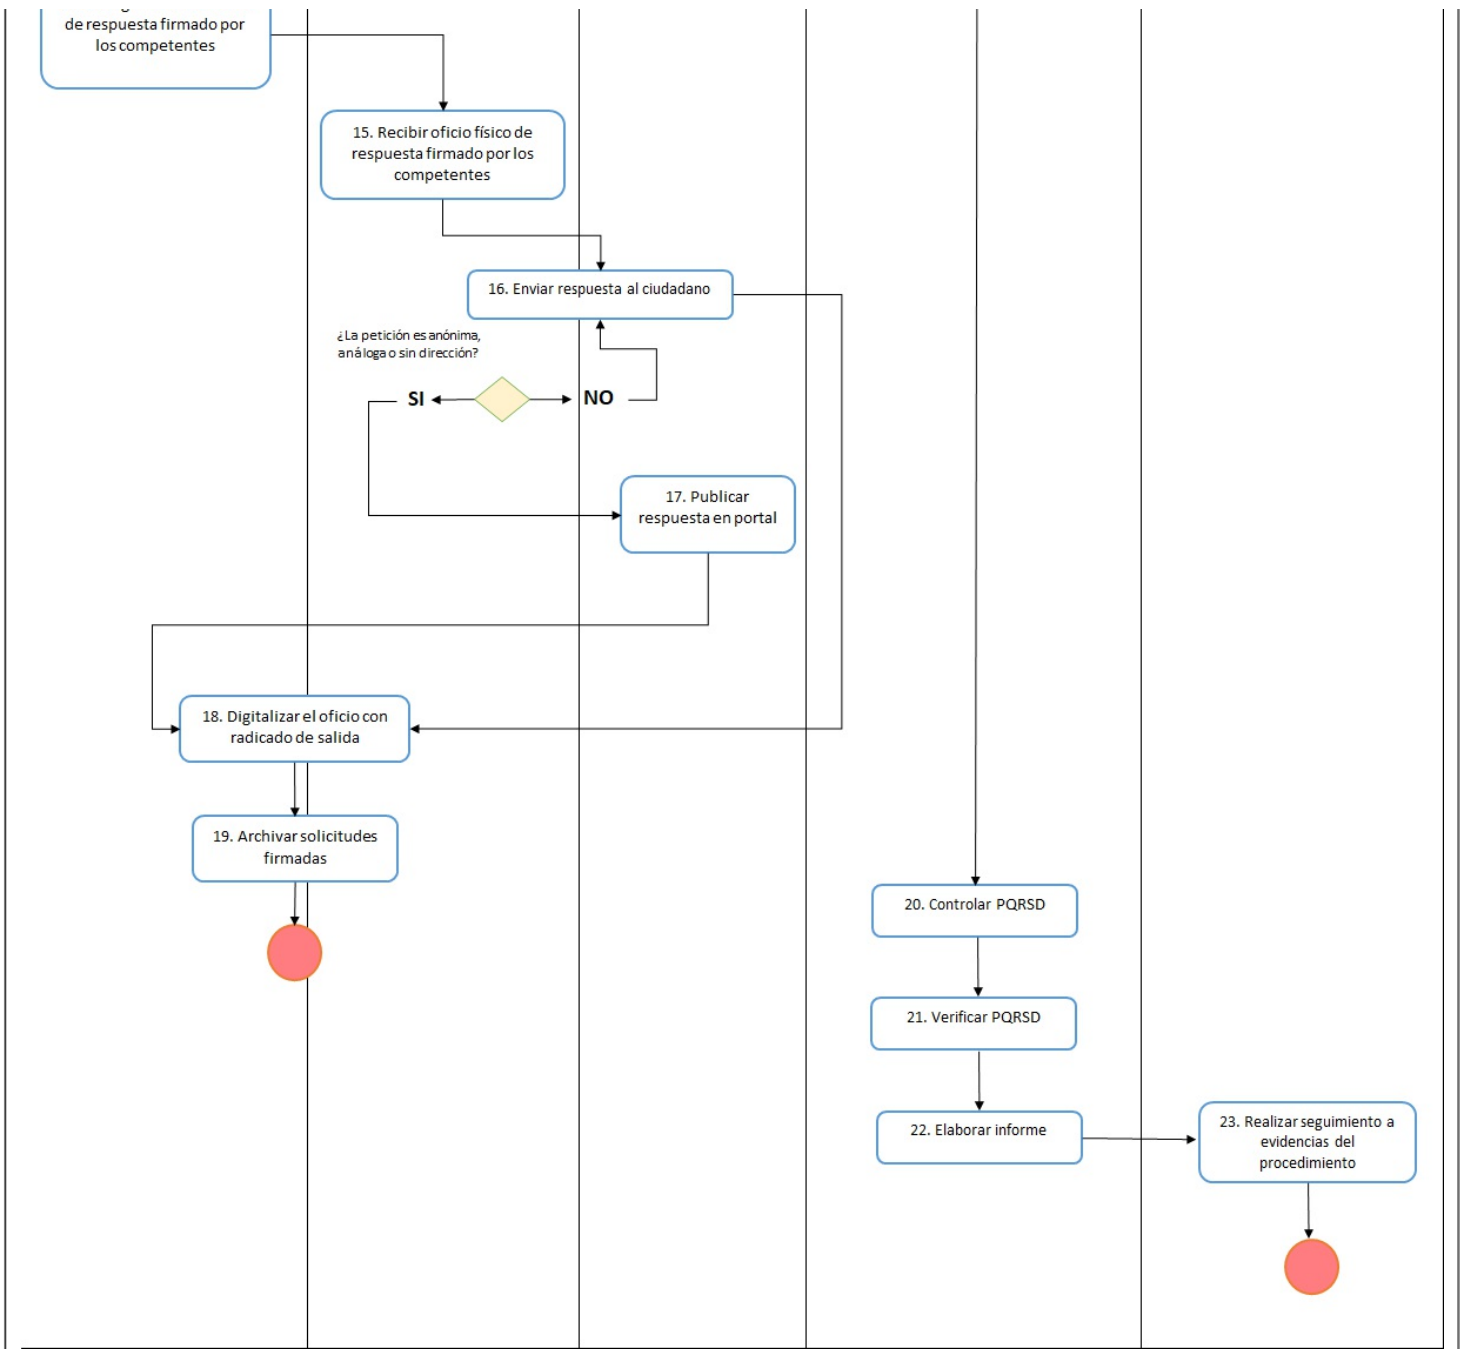 de respuesta firmado por
los competentes
15. Recibir oficio físico de
respuesta firmado por los
competentes
16. Enviar respuesta al ciudadano
¿La petición es anónima,
análoga o sin dirección?
SI
NO
17. Publicar
respuesta en portal
18. Digitalizar el oficio con
radicado de salida
19. Archivar solicitudes
firmadas
20. Controlar PQRSD
21. Verificar PQRSD
22. Elaborar informe
23. Realizar seguimiento a
evidencias del
procedimiento